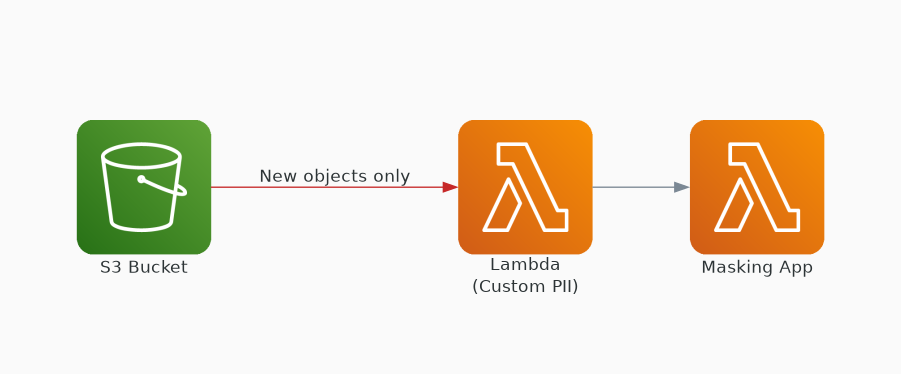 New objects only
S3 Bucket
Lambda
(Custom PII)
Masking App